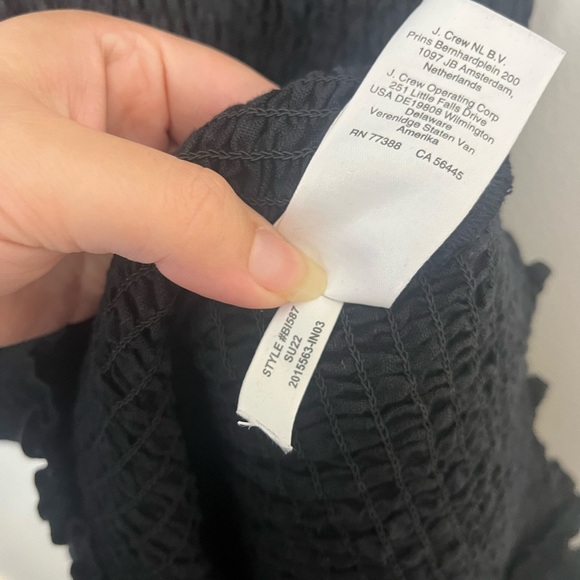 J. Crew NL B.V.
Prins Bernhardplein 200
1097 JB Amsterdam,
Netherlands
J. Crew Operating Corp
251 Little Falls Drive
USA DE19808 Wilmington
Delaware
Verenidge Staten Van
Amerika
RN 77388 CA 56445
STYLE #BI587
SU22
2015563-IN03